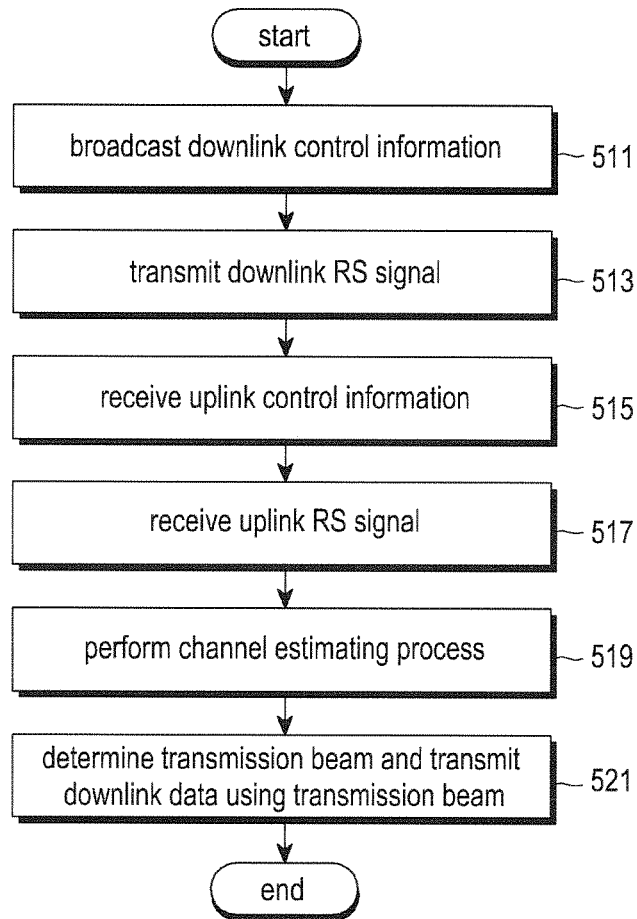 start
broadcast downlink control information
511
transmit downlink RS signal
513
receive uplink control information
515
receive uplink RS signal
517
perform channel estimating process
519
determine transmission beam and transmit
downlink data using transmission beam
521
end